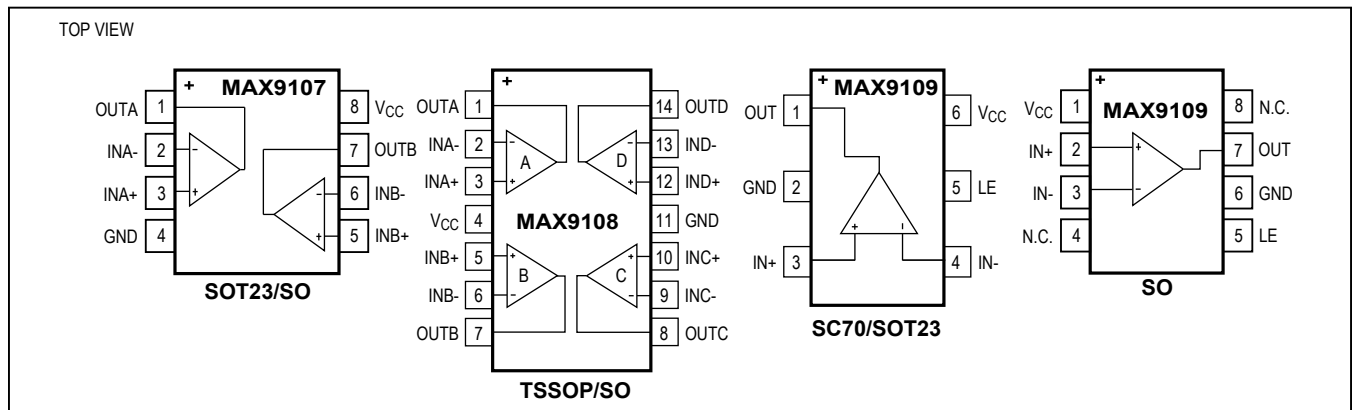 TOP VIEW
+
MAX9107
OUTA 1
8 VCC
INA- 2
-
7 OUTB
INA+ 3
+
- 6 INB-
GND 4
+ 5 INB+
SOT23/SO
+
OUTA 1
14 OUTD
INA- 2 -
A
D
- 13 IND-
INA+ 3 +
+ 12 IND+
VCC 4
MAX9108
11 GND
INB+ 5 +
B
C
+ 10 INC+
INB- 6 -
- 9 INC-
OUTB 7
8 OUTC
TSSOP/SO
+
MAX9109
OUT 1
6 VCC
GND 2
5 LE
+ -
IN+ 3
4 IN-
SC70/SOT23
+
MAX9109
VCC 1
8 N.C.
IN+ 2 +
7 OUT
IN- 3 -
6 GND
N.C. 4
5 LE
SO